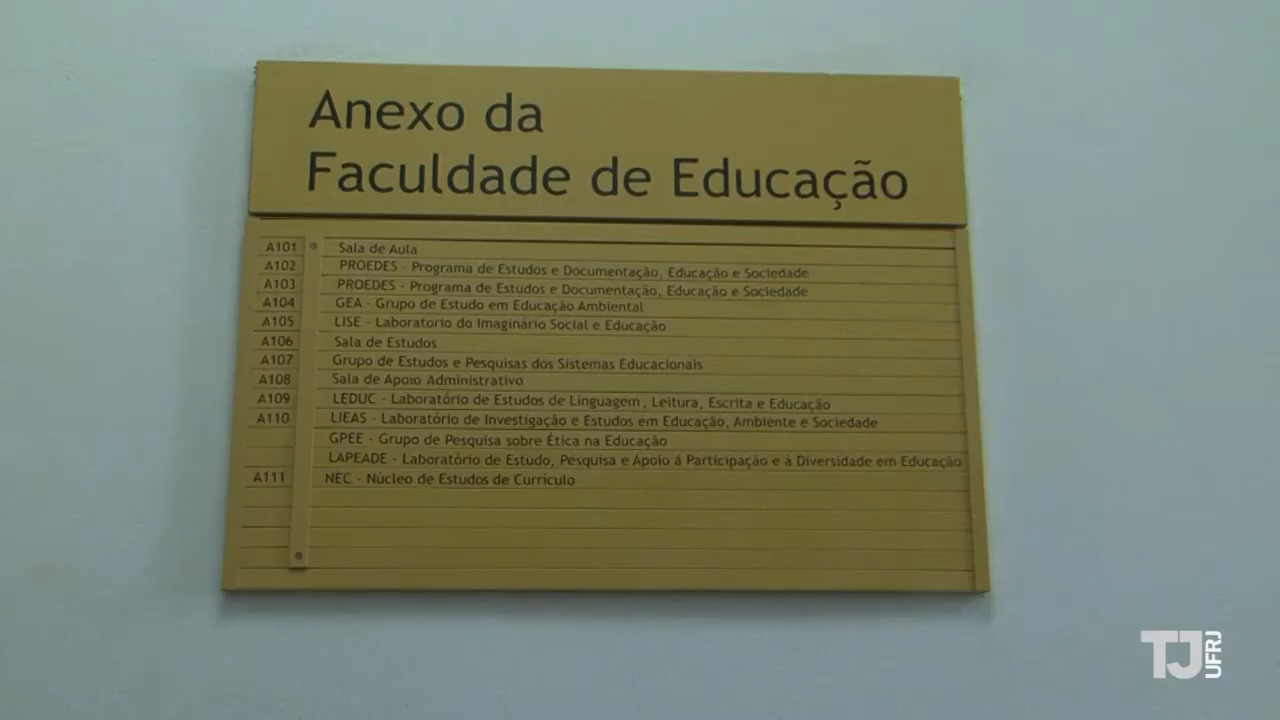 Anexo da
Faculdade de Educação
A101 Sala de Aula
A102 PROEDES - Programa de Estudos e Documentação, Educação e Sociedade
A103 PROEDES - Programa de Estudos e Documentação, Educação e Sociedade
A104 GEA - Grupo de Estudo em Educação Ambiental
A105 LISE - Laboratorio do Imaginário Social e Educação
A106 Sala de Estudos
A107 Grupo de Estudos e Pesquisas dos Sistemas Educacionais
A108 Sala de Apoio Administrativo
A109 LEDUC - Laboratório de Estudos de Linguagem, Leitura, Escrita e Educação
A110 LIEAS - Laboratório de Investigação e Estudos em Educação, Ambiente e Sociedade
GPEE - Grupo de Pesquisa sobre Ética na Educação
LAPEADE - Laboratório de Estudo, Pesquisa e Apoio á Participação e à Diversidade em Educação
A111 NEC - Núcleo de Estudos de Currículo
TJ UFRJ